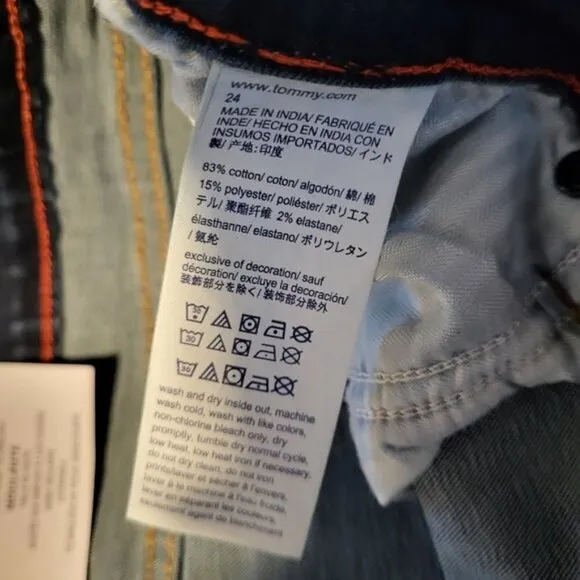 www.tommy.com
24
MADE IN INDIA/ FABRIQUÉ EN
INDE/ HECHO EN INDIA CON
INSUMOS IMPORTADOS/ インド
製/ 产地: 印度
83% cotton/ coton/ algodón/ 綿/ 棉
15% polyester/ poliéster/ ポリエス
テル/ 聚酯纤维 2% elastane/
élasthanne/ elastano/ ポリウレタン
/ 氨纶
exclusive of decoration/ sauf
décoration/ excluye la decoración/
装飾部分を除く/ 装饰部分除外
30
30
30
wash and dry inside out, machine
wash cold, wash with like colors,
non-chlorine bleach only, dry
promptly, tumble dry normal cycle,
low heat, low heat iron if necessary,
do not dry clean, do not iron
prints/laver et sécher à l'envers,
laver à la machine à l'eau froide,
laver en séparant les couleurs,
seulement agent de blanchiment